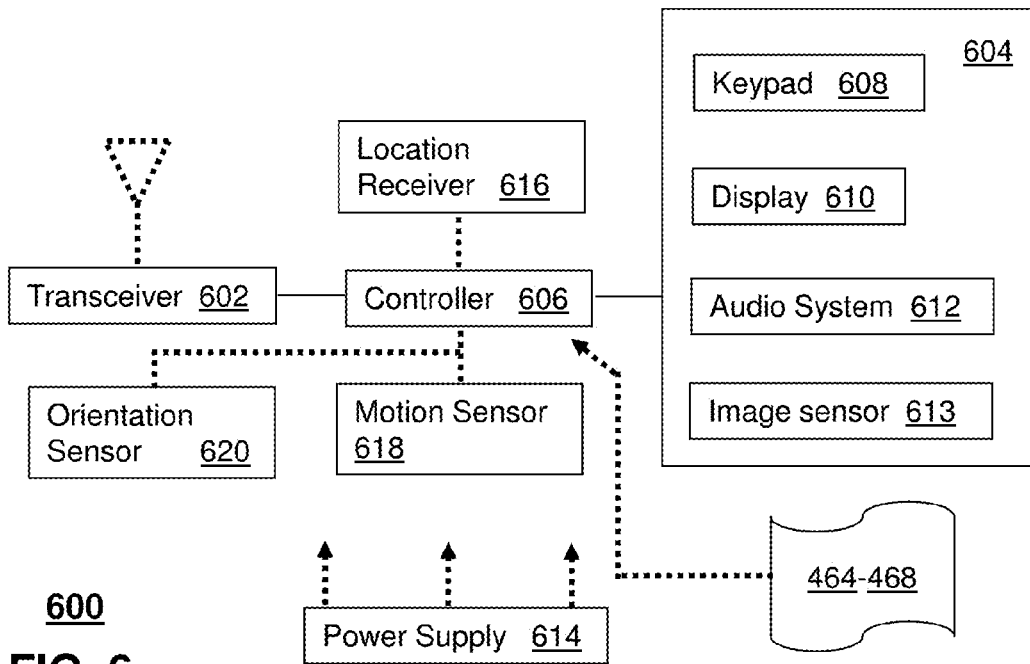 604
Keypad 608
Location
Receiver 616
Display 610
Transceiver 602
Controller 606
Audio System 612
Orientation
Sensor 620
Motion Sensor
618
Image sensor 613
464-468
600
Power Supply 614
FIG. 6